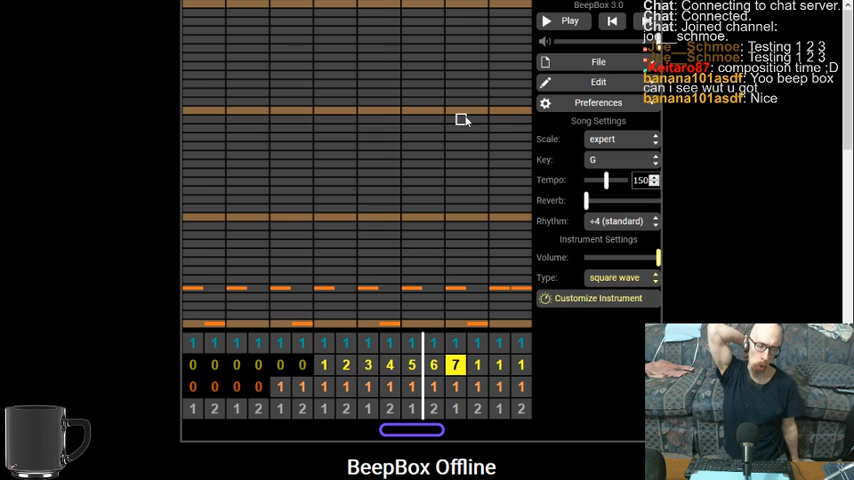 BeepBox 3.0
Play
File
Edit
Preferences
Song Settings
Scale: expert
Key: G
Tempo: 150
Reverb:
Rhythm: ÷4 (standard)
Instrument Settings
Volume:
Type: square wave
Customize Instrument
1 1 1 1 1 1 1 1 1 1 1 1 1 1 1 1
0 0 0 0 0 0 1 2 3 4 5 6 7 1 1 1
0 0 0 0 1 1 1 1 1 1 1 1 1 1 1 1
1 2 1 2 1 2 1 2 1 2 1 2 1 2 1 2
BeepBox Offline
Chat: Connecting to chat server.
Chat: Connected.
Chat: Joined channel:
joe__schmoe.
Joe__Schmoe: Testing 1 2 3
Joe__Schmoe: Testing 1 2 3
Keitaro87: composition time ;D
banana101asdf: Yoo beep box
can i see wut u got
banana101asdf: Nice